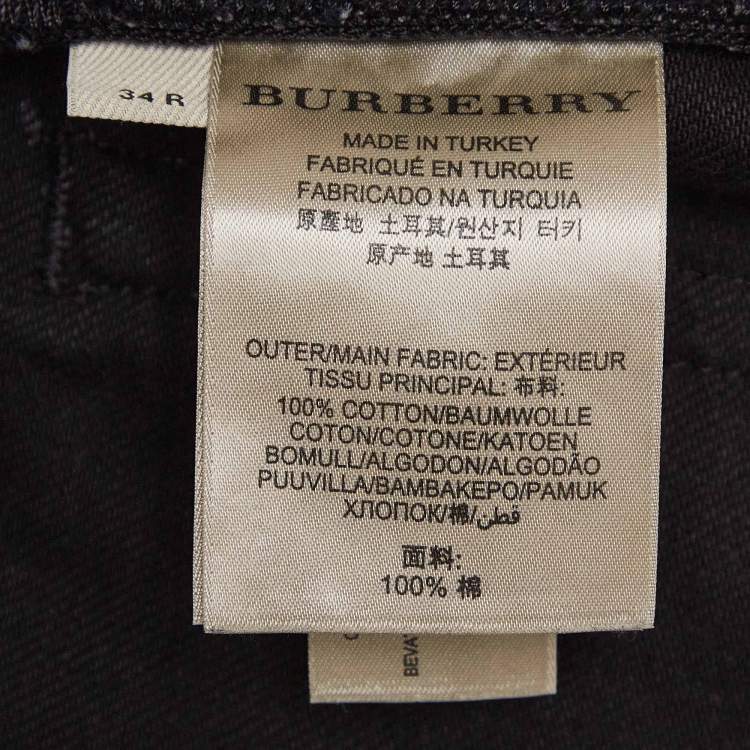 34 R
BURBERRY
MADE IN TURKEY
FABRIQUÉ EN TURQUIE
FABRICADO NA TURQUIA
原產地 土耳其/원산지 터키
原产地 土耳其
OUTER/MAIN FABRIC: EXTÉRIEUR
TISSU PRINCIPAL: 布料:
100% COTTON/BAUMWOLLE
COTON/COTONE/KATOEN
BOMULL/ALGODON/ALGODÃO
PUUVILLA/BAMBAKEPO/PAMUK
ХЛОПОК/棉/قطن
面料:
100% 棉
BEVA